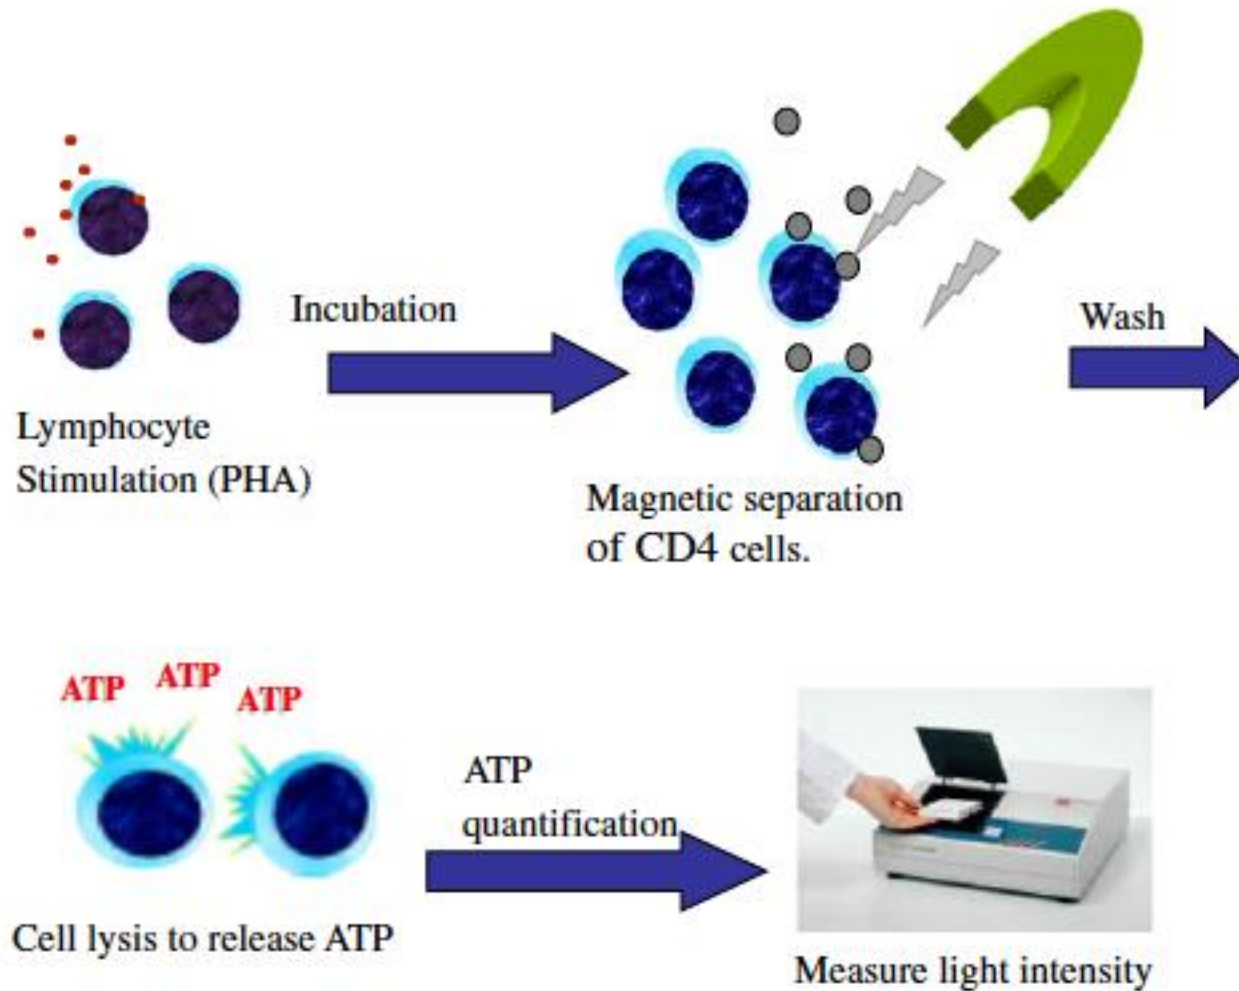 Incubation
Wash
Lymphocyte
Stimulation (PHA)
Magnetic separation
of CD4 cells.
ATP
ATP
ATP
ATP
quantification
Cell lysis to release ATP
Measure light intensity